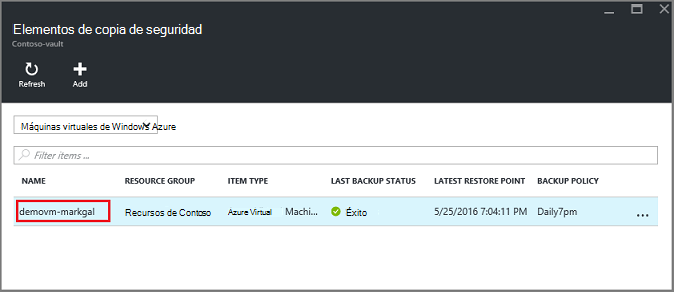 Elementos de copia de seguridad
Contoso-vault
Refresh Add
Máquinas virtuales de Windows Azure
Filter items ...
NAME RESOURCE GROUP ITEM TYPE LAST BACKUP STATUS LATEST RESTORE POINT BACKUP POLICY
demovm-markgal Recursos de Contoso Azure Virtual Machi... Éxito 5/25/2016 7:04:11 PM Daily7pm ...